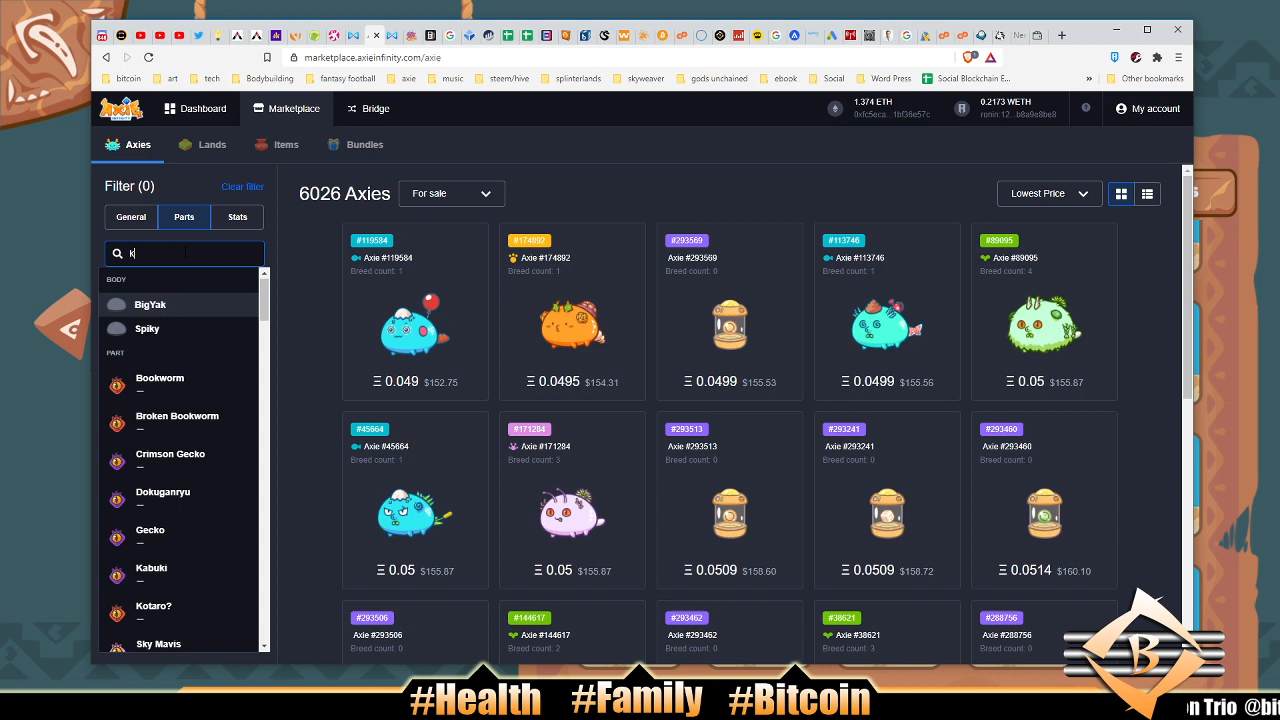 marketplace.axieinfinity.com/axie
bitcoin art tech Bodybuilding fantasy football axie music steem/hive splinterlands skyweaver gods unchained ebook Social Word Press Social Blockchain E... » Other bookmarks
AXIE INFINITY Dashboard Marketplace Bridge
1.374 ETH
0xfc5eca...1bf36e57c
0.2173 WETH
ronin:12...b8a9e8be8
My account
Axies Lands Items Bundles
Filter (0) Clear filter
General Parts Stats
K
BODY
BigYak
Spiky
PART
Bookworm
—
Broken Bookworm
—
Crimson Gecko
—
Dokuganryu
—
Gecko
—
Kabuki
—
Kotaro?
—
Sky Mavis
6026 Axies For sale Lowest Price
#119584
Axie #119584
Breed count: 1
Ξ 0.049 $152.75
#174892
Axie #174892
Breed count: 1
Ξ 0.0495 $154.31
#293569
Axie #293569
Breed count: 0
Ξ 0.0499 $155.53
#113746
Axie #113746
Breed count: 1
Ξ 0.0499 $155.56
#89095
Axie #89095
Breed count: 4
Ξ 0.05 $155.87
#45664
Axie #45664
Breed count: 1
Ξ 0.05 $155.87
#171284
Axie #171284
Breed count: 3
Ξ 0.05 $155.87
#293513
Axie #293513
Breed count: 0
Ξ 0.0509 $158.60
#293241
Axie #293241
Breed count: 0
Ξ 0.0509 $158.72
#293460
Axie #293460
Breed count: 0
Ξ 0.0514 $160.10
#293506
Axie #293506
Breed count: 0
#144617
Axie #144617
Breed count: 2
#293462
Axie #293462
Breed count: 0
#38621
Axie #38621
Breed count: 3
#288756
Axie #288756
Breed count: 0
B
#Health #Family #Bitcoin
on Trio @bi